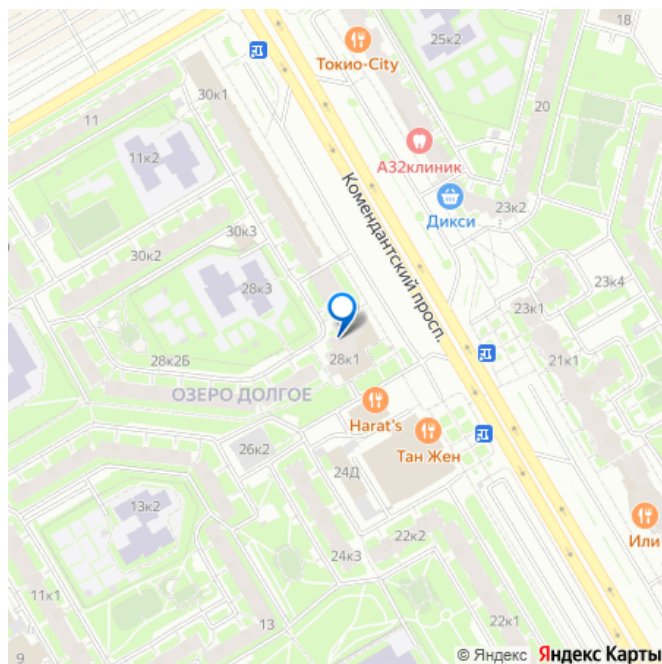 18
25к2
Токио-City
30к1
20
11
А32клиник
11к2
Комендантский просп.
Дикси
23к2
30к3
30к2
23к4
28к3
23к1
28к2Б
28к1
21к1
ОЗЕРО ДОЛГОЕ
Harat's
Тан Жен
26к2
24Д
13к2
Или
22к2
24к3
11к1
13
22к1
9
© Яндекс Яндекс Карты